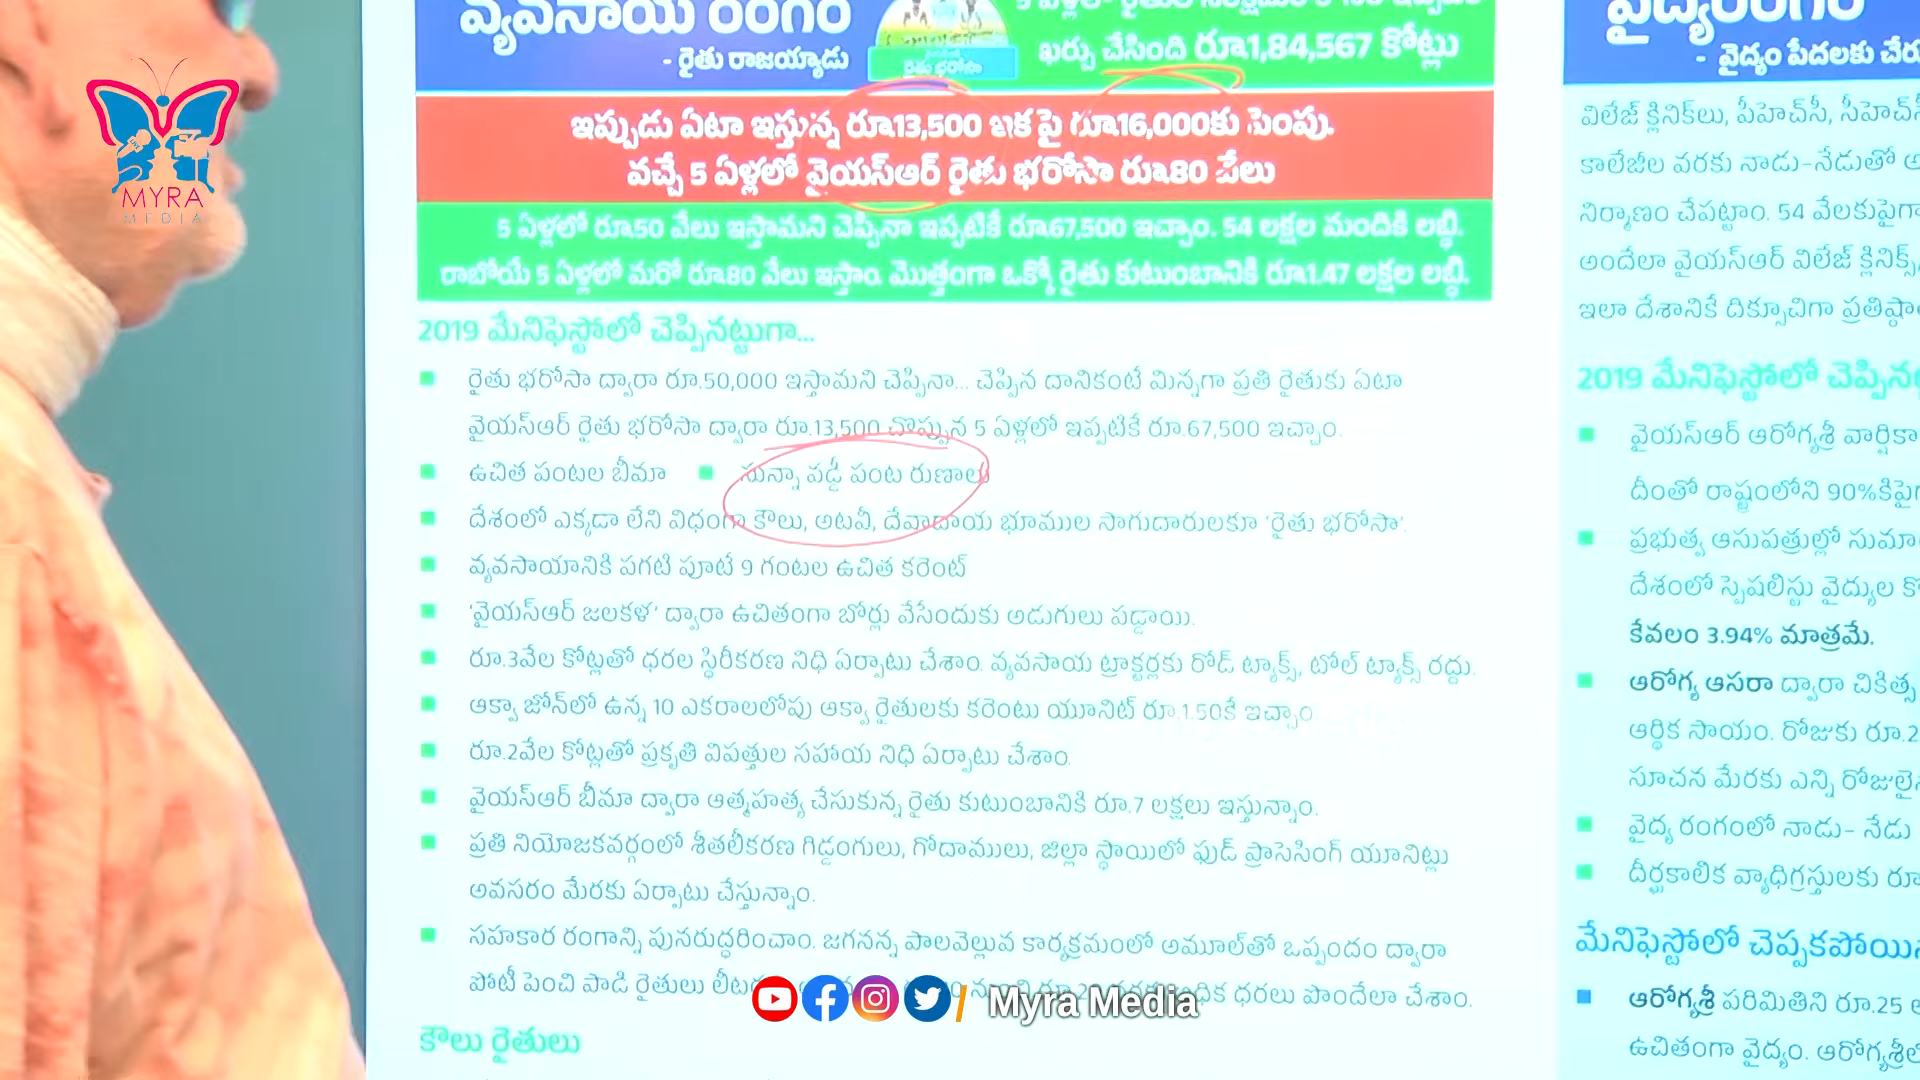 వ్యవసాయ రంగం
- రైతు రాజయ్యాడు
రైతు భరోసా
ఖర్చు చేసింది రూ.1,84,567 కోట్లు
ఇప్పుడు ఏటా ఇస్తున్న రూ.13,500 ఇక పై రూ.16,000కు పెంపు.
వచ్చే 5 ఏళ్లలో వైయస్ఆర్ రైతు భరోసా రూ.80 వేలు
5 ఏళ్లలో రూ.50 వేలు ఇస్తామని చెప్పినా ఇప్పటికే రూ.67,500 ఇచ్చాం. 54 లక్షల మందికి లబ్ధి.
రాబోయే 5 ఏళ్లలో మరో రూ.80 వేలు ఇస్తాం. మొత్తంగా ఒక్కో రైతు కుటుంబానికి రూ.1.47 లక్షల లబ్ధి.
2019 మేనిఫెస్టోలో చెప్పినట్టుగా...
రైతు భరోసా ద్వారా రూ.50,000 ఇస్తామని చెప్పినా... చెప్పిన దానికంటే మిన్నగా ప్రతి రైతుకు ఏటా
వైయస్ఆర్ రైతు భరోసా ద్వారా రూ.13,500 చొప్పున 5 ఏళ్లలో ఇప్పటికే రూ.67,500 ఇచ్చాం.
ఉచిత పంటల బీమా సున్నా వడ్డీ పంట రుణాలు
దేశంలో ఎక్కడా లేని విధంగా కౌలు, అటవీ, దేవాదాయ భూముల సాగుదారులకూ 'రైతు భరోసా'.
వ్యవసాయానికి పగటి పూటే 9 గంటల ఉచిత కరెంట్
'వైయస్ఆర్ జలకళ' ద్వారా ఉచితంగా బోర్లు వేసేందుకు అడుగులు పడ్డాయి.
రూ.3వేల కోట్లతో ధరల స్థిరీకరణ నిధి ఏర్పాటు చేశాం. వ్యవసాయ ట్రాక్టర్లకు రోడ్ ట్యాక్స్, టోల్ ట్యాక్స్ రద్దు.
ఆక్వా జోన్‌లో ఉన్న 10 ఎకరాలలోపు ఆక్వా రైతులకు కరెంటు యూనిట్ రూ.1.50కే ఇచ్చాం
రూ.2వేల కోట్లతో ప్రకృతి విపత్తుల సహాయ నిధి ఏర్పాటు చేశాం.
వైయస్ఆర్ బీమా ద్వారా ఆత్మహత్య చేసుకున్న రైతు కుటుంబానికి రూ.7 లక్షలు ఇస్తున్నాం.
ప్రతి నియోజకవర్గంలో శీతలీకరణ గిడ్డంగులు, గోదాములు, జిల్లా స్థాయిలో ఫుడ్ ప్రాసెసింగ్ యూనిట్లు
అవసరం మేరకు ఏర్పాటు చేస్తున్నాం.
సహకార రంగాన్ని పునరుద్ధరించాం. జగనన్న పాలవెల్లువ కార్యక్రమంలో అమూల్‌తో ఒప్పందం ద్వారా
పోటీ పెంచి పాడి రైతులు ధరలు పొందేలా చేశాం.
కౌలు రైతులు
వైద్యరంగం
- వైద్యం పేదలకు
విలేజ్ క్లినిక్‌లు, పీహెచ్‌సీ,
కాలేజీల వరకు నాడు-నేడుతో
నిర్మాణం చేపట్టాం. 54
అందేలా వైయస్ఆర్ విలేజ్ క్లినిక్స్,
ఇలా దేశానికే దిక్సూచిగా
2019 మేనిఫెస్టోలో
వైయస్ఆర్ ఆరోగ్యశ్రీ
దీంతో రాష్ట్రంలోని
ప్రభుత్వ ఆసుపత్రుల్లో
దేశంలో స్పెషలిస్టు వైద్యుల
కేవలం 3.94% మాత్రమే.
ఆరోగ్య ఆసరా ద్వారా
ఆర్థిక సాయం. రోజుకు
సూచన మేరకు ఎన్ని
వైద్య రంగంలో నాడు- నేడు
దీర్ఘకాలిక వ్యాధిగ్రస్తులకు
మేనిఫెస్టోలో
ఆరోగ్యశ్రీ పరిమితిని రూ.25
ఉచితంగా వైద్యం.
MYRA
MEDIA
Myra Media